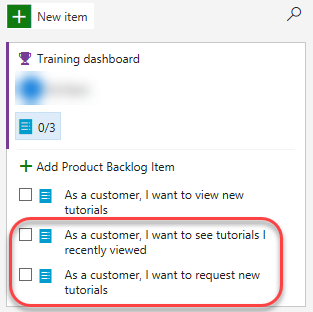 New item
Training dashboard
0/3
Add Product Backlog Item
As a customer, I want to view new
tutorials
As a customer, I want to see tutorials I
recently viewed
As a customer, I want to request new
tutorials